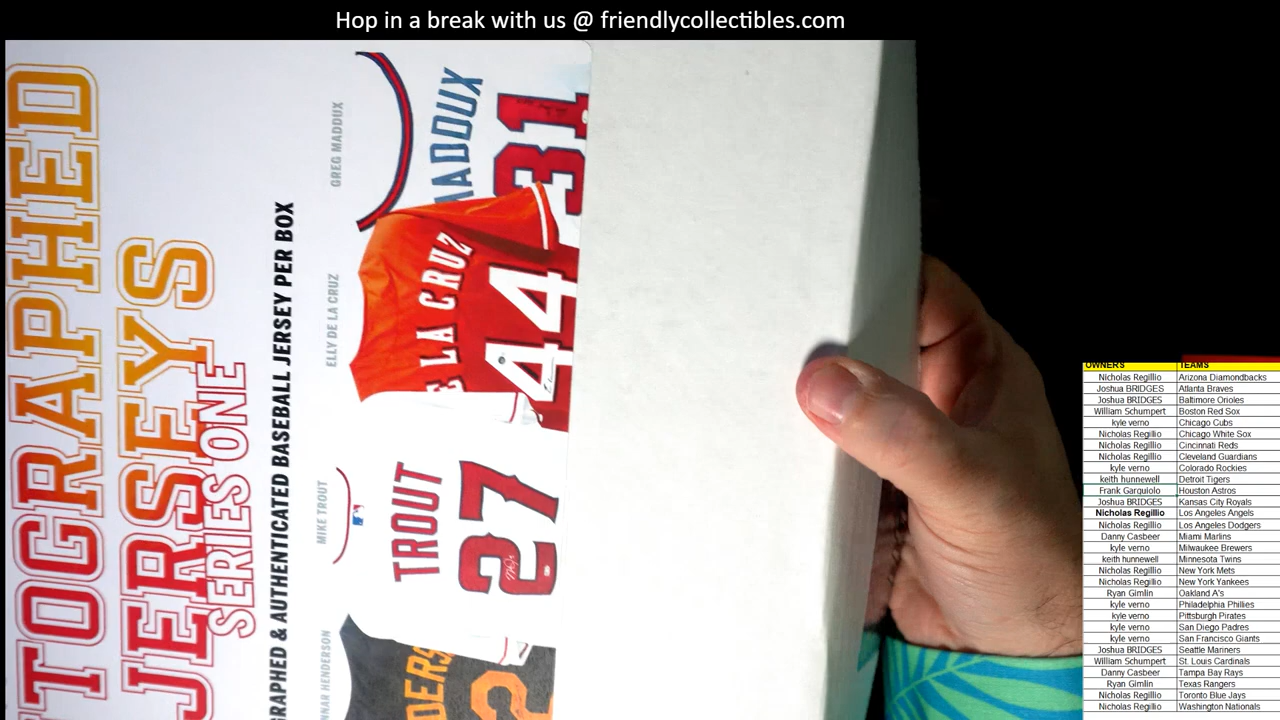 Hop in a break with us @ friendlycollectibles.com
JERSEYS
SERIES ONE
& AUTHENTICATED BASEBALL JERSEY PER BOX
GREG MADDUX
MADDUX
31
ELLY DE LA CRUZ
LA CRUZ
44
MIKE TROUT
TROUT
27
HENDERSON
OWNERS TEAMS
Nicholas Regillio Arizona Diamondbacks
Joshua BRIDGES Atlanta Braves
Joshua BRIDGES Baltimore Orioles
William Schumpert Boston Red Sox
kyle verno Chicago Cubs
Nicholas Regillio Chicago White Sox
Nicholas Regillio Cincinnati Reds
Nicholas Regillio Cleveland Guardians
kyle verno Colorado Rockies
keith hunnewell Detroit Tigers
Frank Garquiolo Houston Astros
Joshua BRIDGES Kansas City Royals
Nicholas Regillio Los Angeles Angels
Nicholas Regillio Los Angeles Dodgers
Danny Casbeer Miami Marlins
kyle verno Milwaukee Brewers
keith hunnewell Minnesota Twins
Nicholas Regillio New York Mets
Nicholas Regillio New York Yankees
Ryan Gimlin Oakland A's
kyle verno Philadelphia Phillies
kyle verno Pittsburgh Pirates
kyle verno San Diego Padres
kyle verno San Francisco Giants
Joshua BRIDGES Seattle Mariners
William Schumpert St. Louis Cardinals
Danny Casbeer Tampa Bay Rays
Ryan Gimlin Texas Rangers
Nicholas Regillio Toronto Blue Jays
Nicholas Regillio Washington Nationals